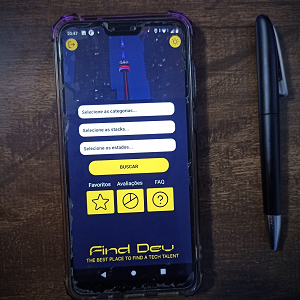 20:47
Selecione as categorias...
Selecione as stacks...
Selecione os estados...
BUSCAR
Favoritos Avaliações FAQ
Find Dev
THE BEST PLACE TO FIND A TECH TALENT